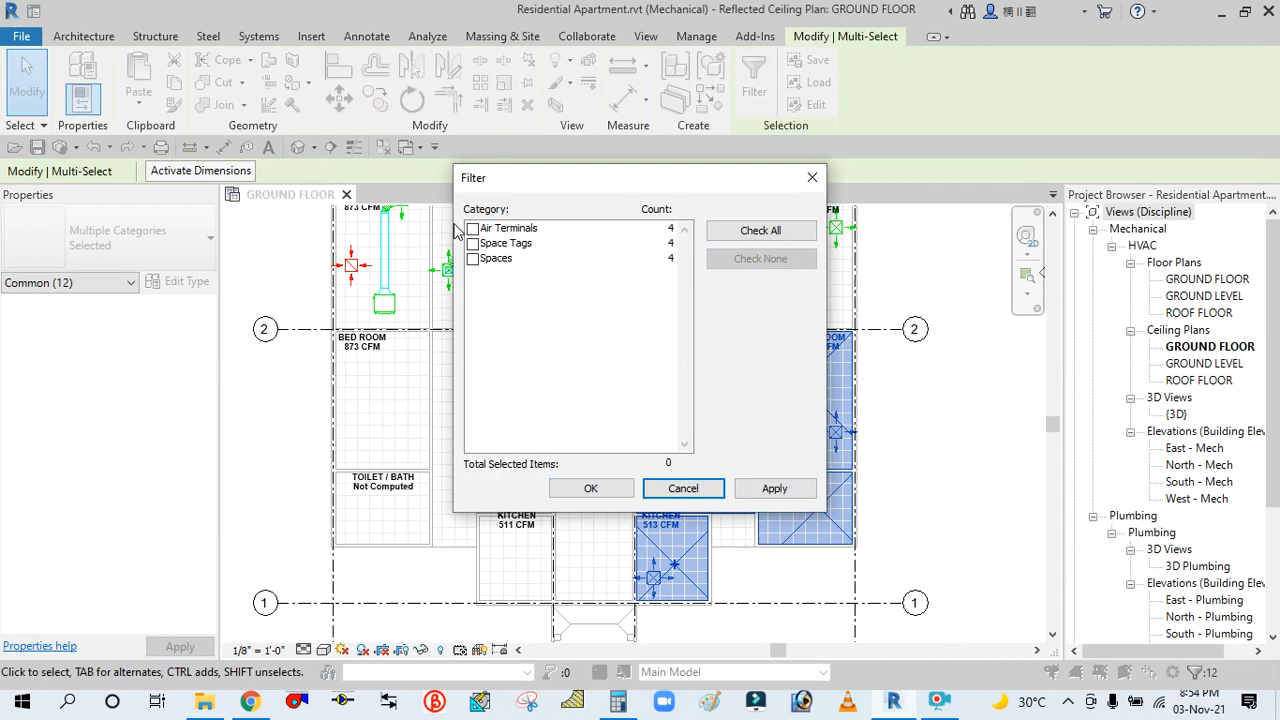 Residential Apartment.rvt (Mechanical) - Reflected Ceiling Plan: GROUND FLOOR
File Architecture Structure Steel Systems Insert Annotate Analyze Massing & Site Collaborate View Manage Add-Ins Modify | Multi-Select
Modify
Properties
Paste
Cope
Cut
Join
Filter
Save
Load
Edit
Select Properties Clipboard Geometry Modify View Measure Create Selection
Modify | Multi-Select Activate Dimensions
Properties
GROUND FLOOR
Project Browser - Residential Apartment....
Multiple Categories
Selected
Common (12) Edit Type
Properties help Apply
Filter
Category: Count:
Air Terminals 4
Space Tags 4
Spaces 4
Check All
Check None
Total Selected Items: 0
OK Cancel Apply
873 CFM
2 2
BED ROOM
873 CFM
TOILET / BATH
Not Computed
KITCHEN
511 CFM
KITCHEN
513 CFM
1 1
2D
Views (Discipline)
Mechanical
HVAC
Floor Plans
GROUND FLOOR
GROUND LEVEL
ROOF FLOOR
Ceiling Plans
GROUND FLOOR
GROUND LEVEL
ROOF FLOOR
3D Views
{3D}
Elevations (Building Ele
East - Mech
North - Mech
South - Mech
West - Mech
Plumbing
Plumbing
3D Views
3D Plumbing
Elevations (Building Ele
East - Plumbing
North - Plumbing
South - Plumbing
1/8" = 1'-0"
Click to select, TAB for alternates, CTRL adds, SHIFT unselects. :0 Main Model :12
30°C
8:54 PM
03-Nov-21